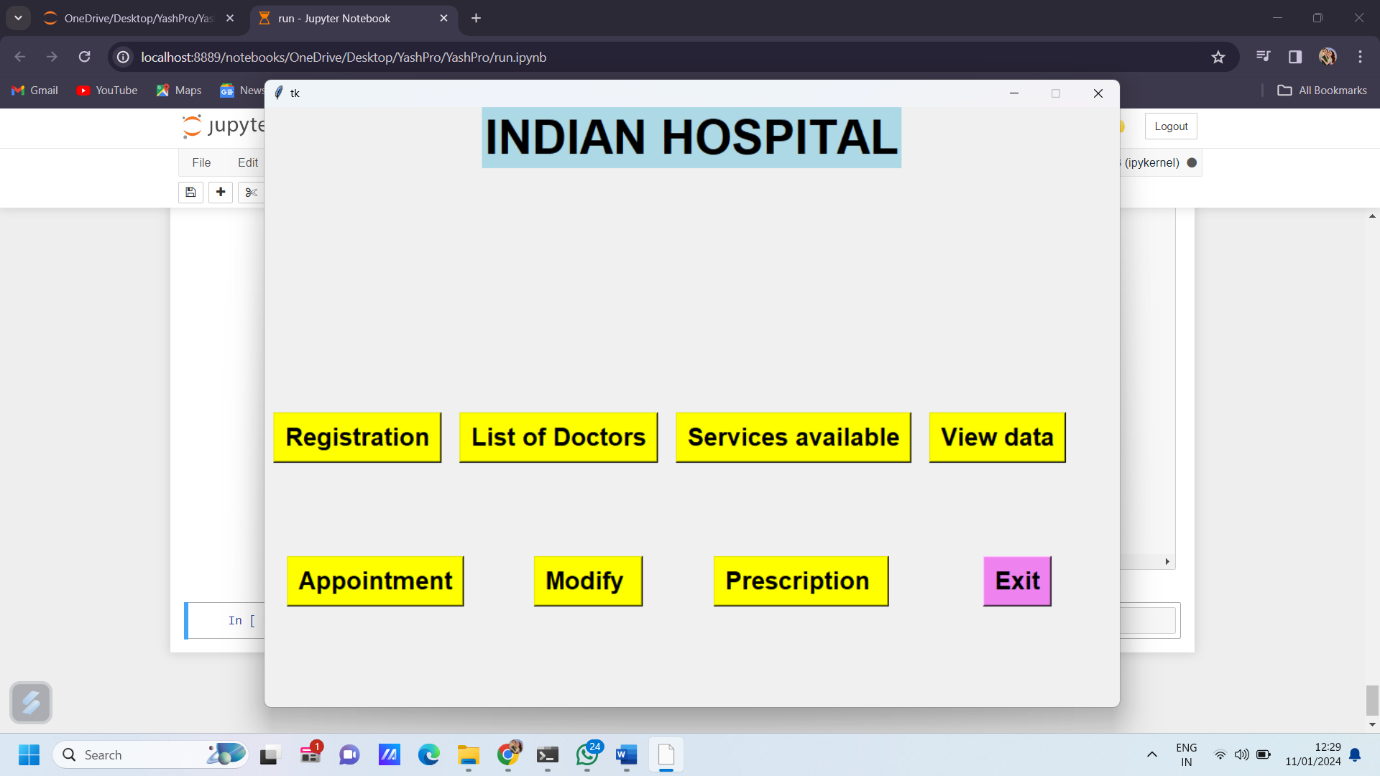 OneDrive/Desktop/YashPro/Yas
run - Jupyter Notebook
localhost:8889/notebooks/OneDrive/Desktop/YashPro/YashPro/run.ipynb
Gmail YouTube Maps News All Bookmarks
tk
INDIAN HOSPITAL
jupyte Logout
File Edit (ipykernel)
Registration List of Doctors Services available View data
Appointment Modify Prescription Exit
In [
Search 1 24 ENG IN 12:29 11/01/2024